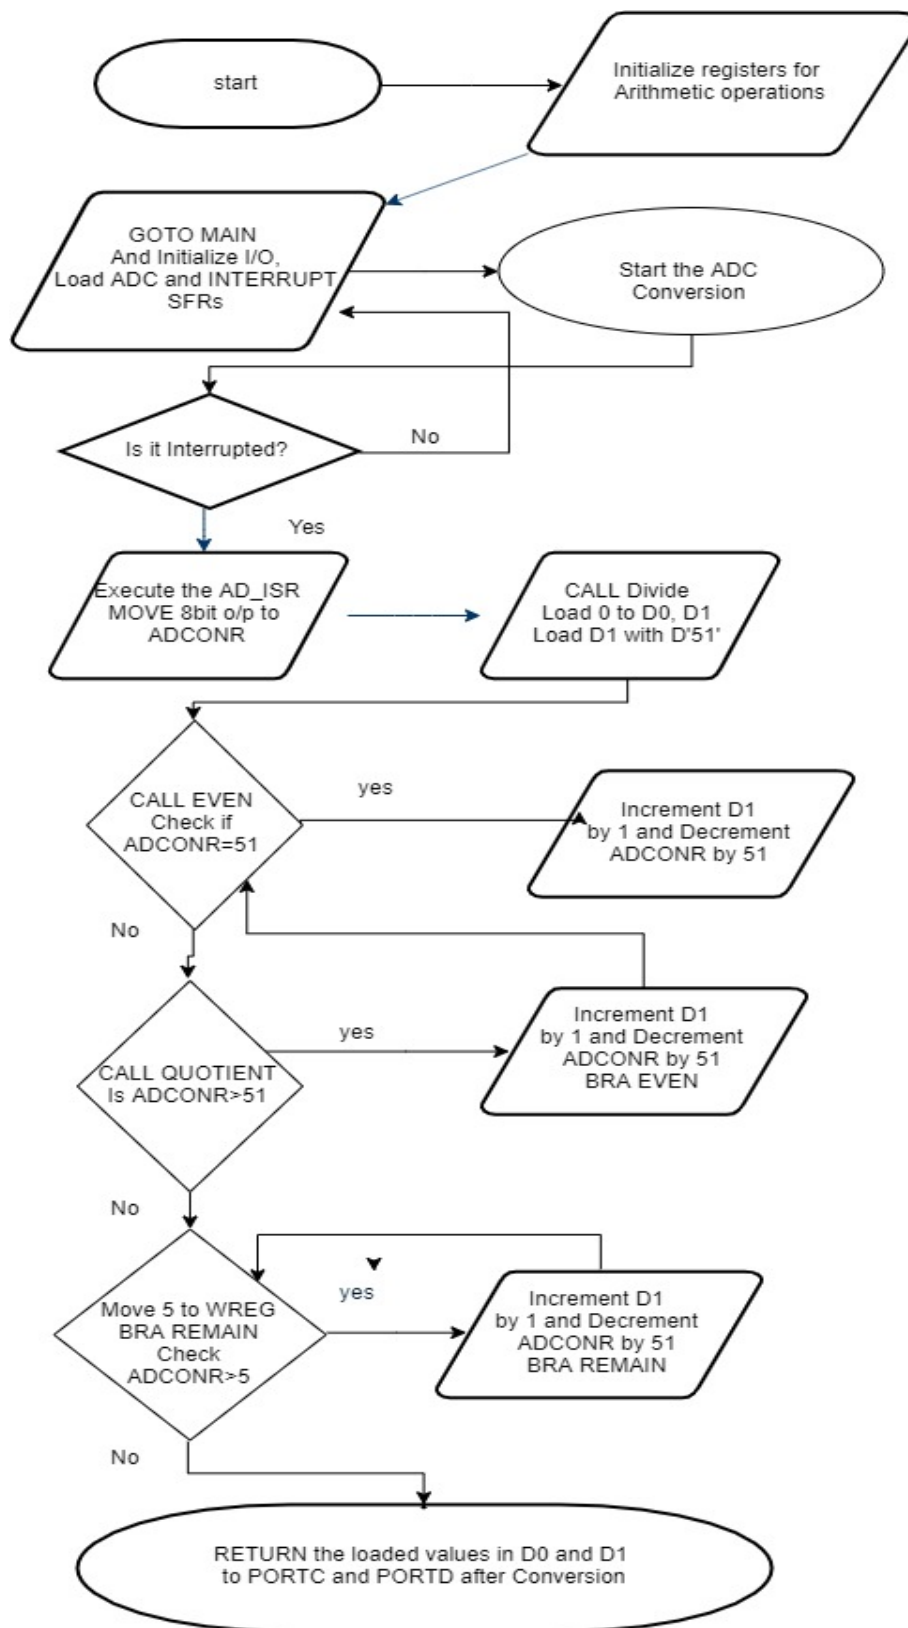 start
Initialize registers for
Arithmetic operations
GOTO MAIN
And Initialize I/O,
Load ADC and INTERRUPT
SFRs
Start the ADC
Conversion
Is it Interrupted?
No
Yes
Execute the AD_ISR
MOVE 8bit o/p to
ADCONR
CALL Divide
Load 0 to D0, D1
Load D1 with D'51'
CALL EVEN
Check if
ADCONR=51
yes
Increment D1
by 1 and Decrement
ADCONR by 51
No
CALL QUOTIENT
Is ADCONR>51
yes
Increment D1
by 1 and Decrement
ADCONR by 51
BRA EVEN
No
Move 5 to WREG
BRA REMAIN
Check
ADCONR>5
yes
Increment D1
by 1 and Decrement
ADCONR by 51
BRA REMAIN
No
RETURN the loaded values in D0 and D1
to PORTC and PORTD after Conversion